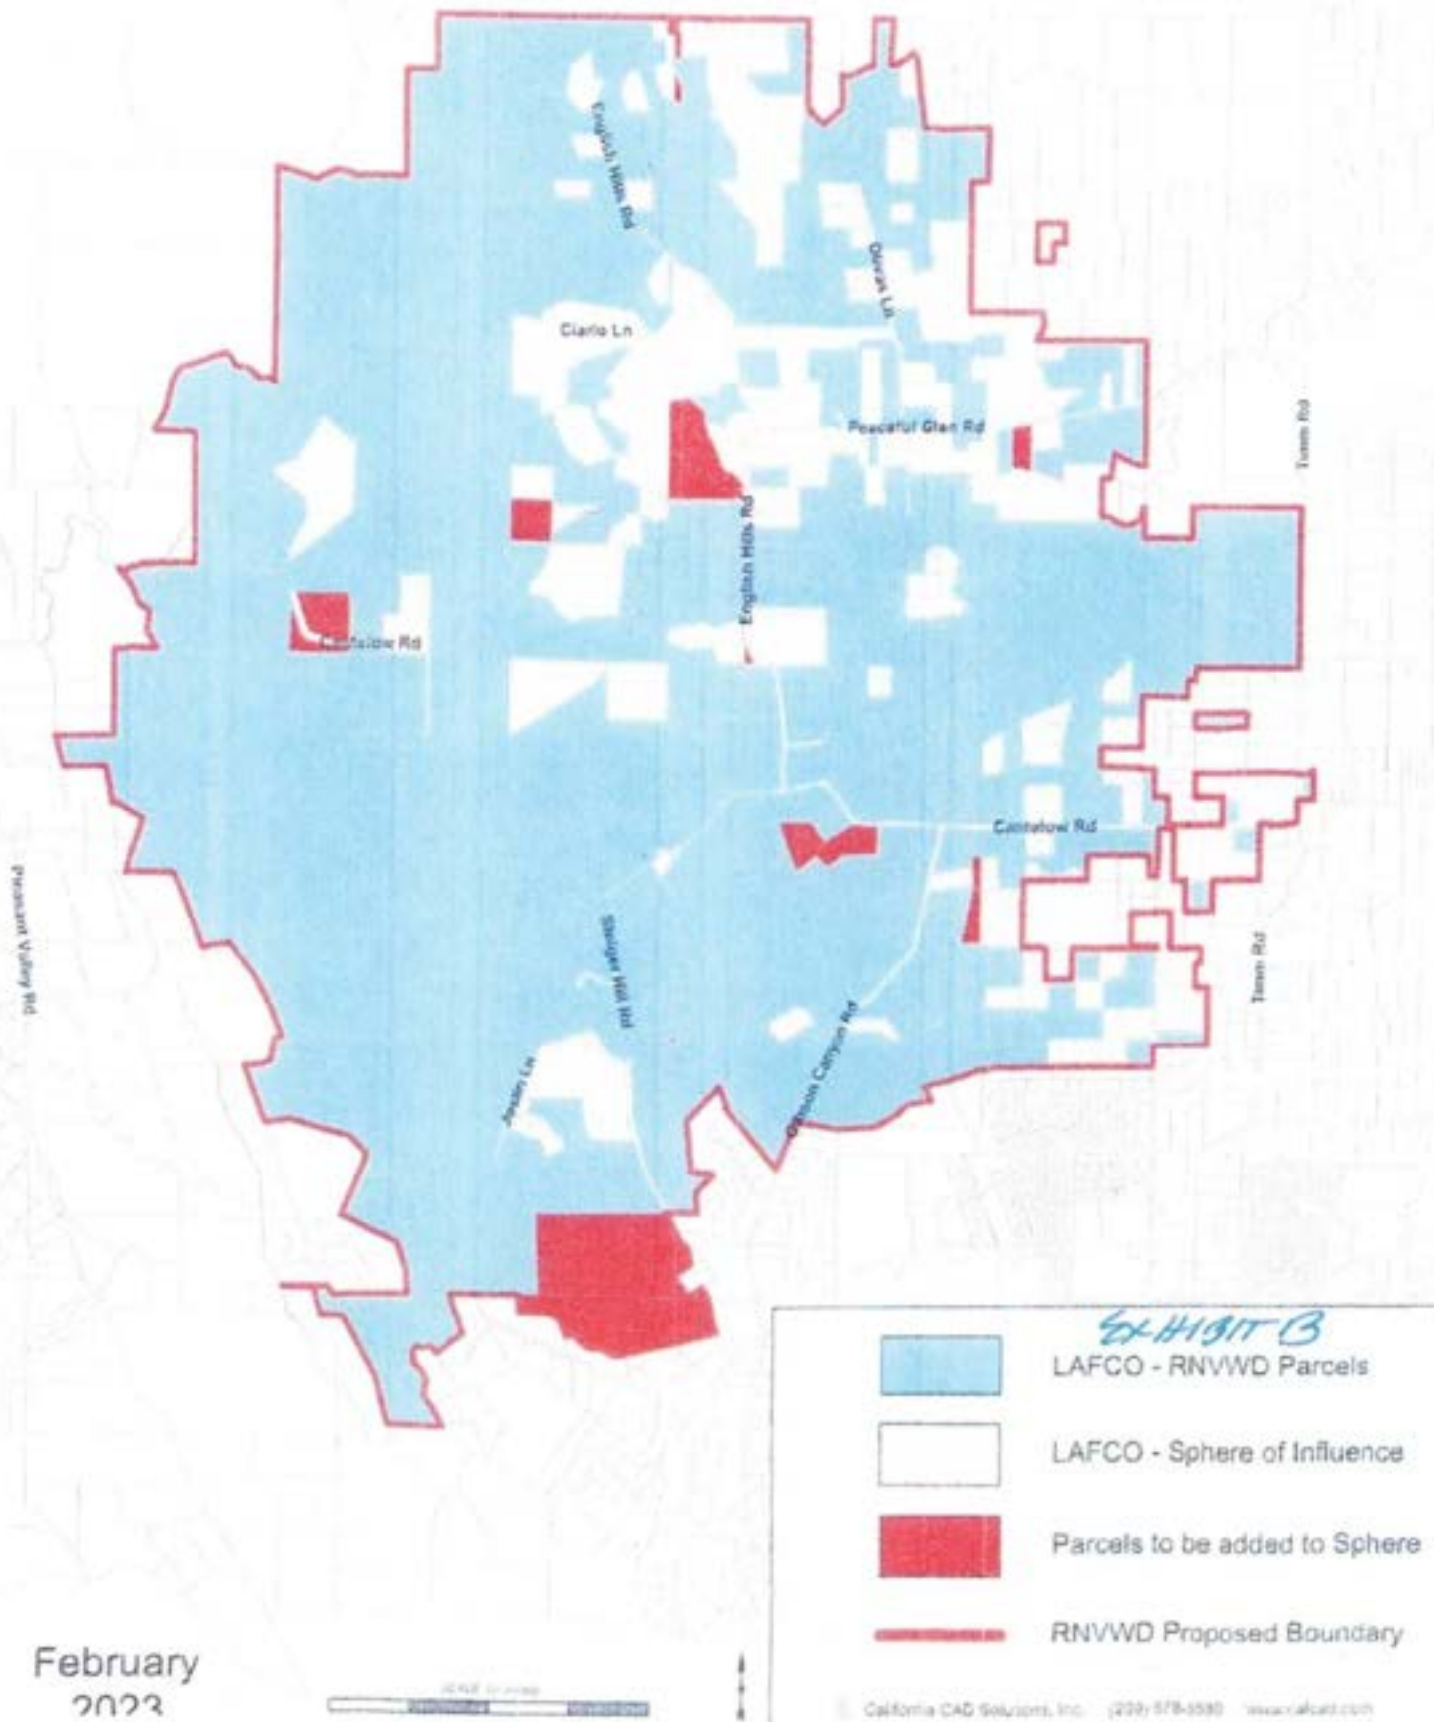 English Hills Rd
Olivas Ln
Ciarlo Ln
Peaceful Glen Rd
Timm Rd
English Hills Rd
Cantelow Rd
Cantelow Rd
Pleasant Valley Rd
Steiger Hill Rd
Timm Rd
Joslin Ln
Gibson Canyon Rd
EXHIBIT B
LAFCO - RNVWD Parcels
LAFCO - Sphere of Influence
Parcels to be added to Sphere
RNVWD Proposed Boundary
February
2023
California CAD Solutions, Inc.